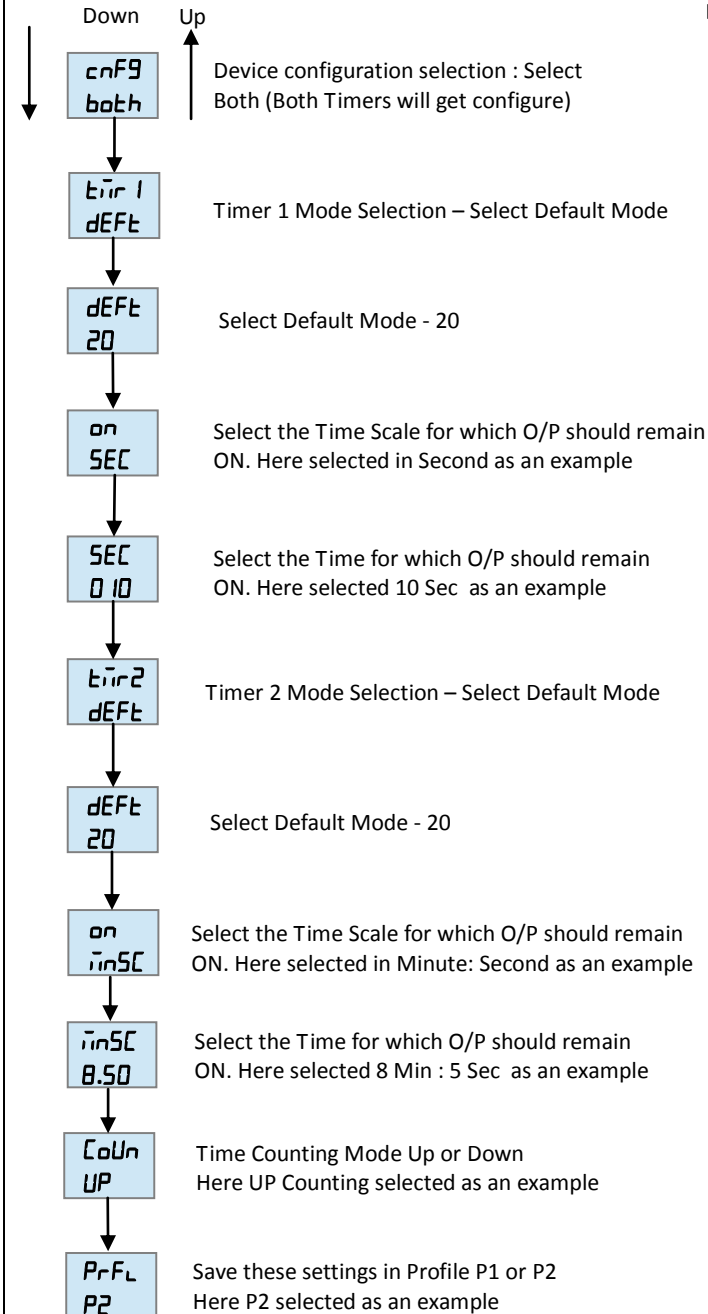 Down Up
cnFg
both
Device configuration selection : Select
Both (Both Timers will get configure)
tmr 1
dEFt
Timer 1 Mode Selection – Select Default Mode
dEFt
20
Select Default Mode - 20
on
SEC
Select the Time Scale for which O/P should remain
ON. Here selected in Second as an example
SEC
010
Select the Time for which O/P should remain
ON. Here selected 10 Sec as an example
tmr2
dEFt
Timer 2 Mode Selection – Select Default Mode
dEFt
20
Select Default Mode - 20
on
mnSC
Select the Time Scale for which O/P should remain
ON. Here selected in Minute: Second as an example
mnSC
8.50
Select the Time for which O/P should remain
ON. Here selected 8 Min : 5 Sec as an example
CoUn
UP
Time Counting Mode Up or Down
Here UP Counting selected as an example
PrFL
P2
Save these settings in Profile P1 or P2
Here P2 selected as an example